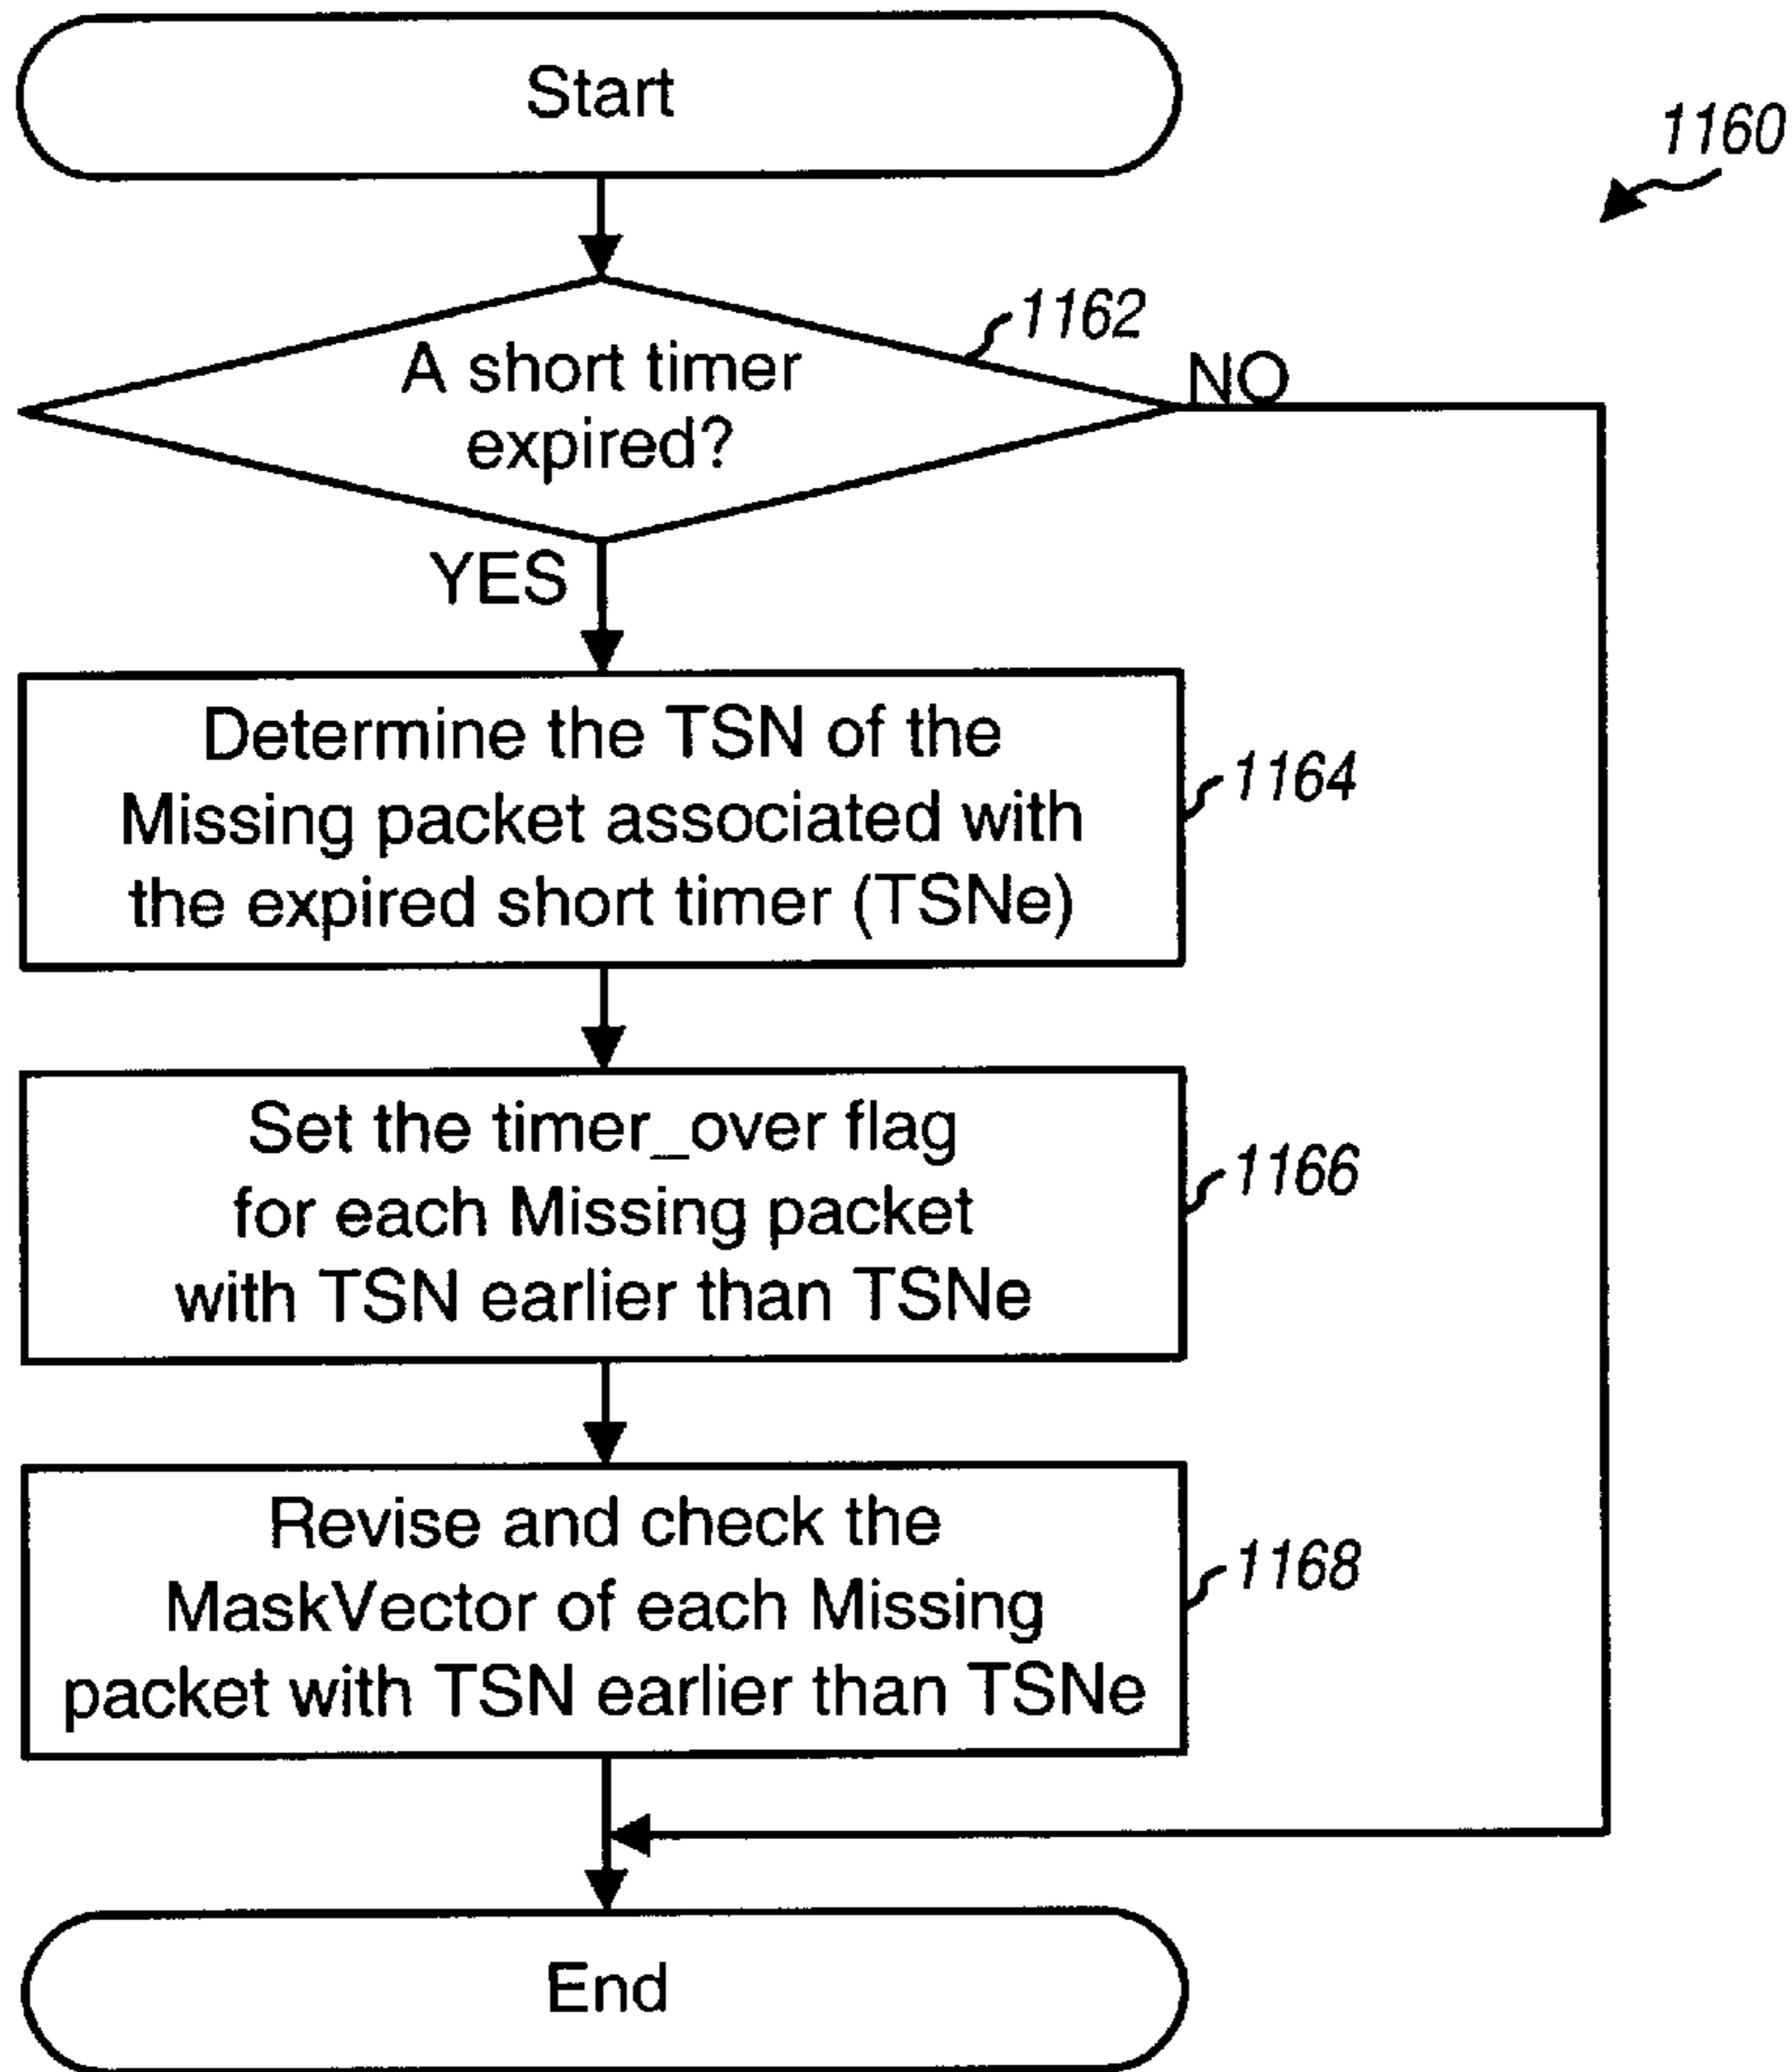 Start
1160
1162
A short timer
expired?
NO
YES
Determine the TSN of the
Missing packet associated with
the expired short timer (TSNe)
1164
Set the timer_over flag
for each Missing packet
with TSN earlier than TSNe
1166
Revise and check the
MaskVector of each Missing
packet with TSN earlier than TSNe
1168
End